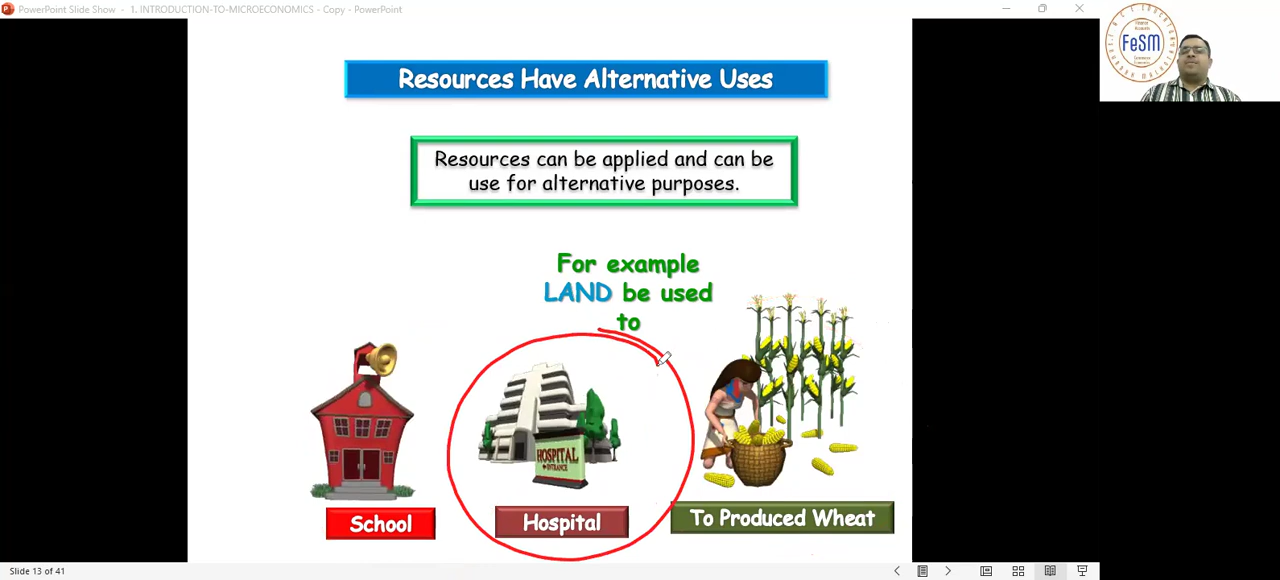 PowerPoint Slide Show - 1. INTRODUCTION-TO-MICROECONOMICS - Copy - PowerPoint
FeSM
Resources Have Alternative Uses
Resources can be applied and can be
use for alternative purposes.
For example
LAND be used
to
HOSPITAL
ENTRANCE
School
Hospital
To Produced Wheat
Slide 13 of 41